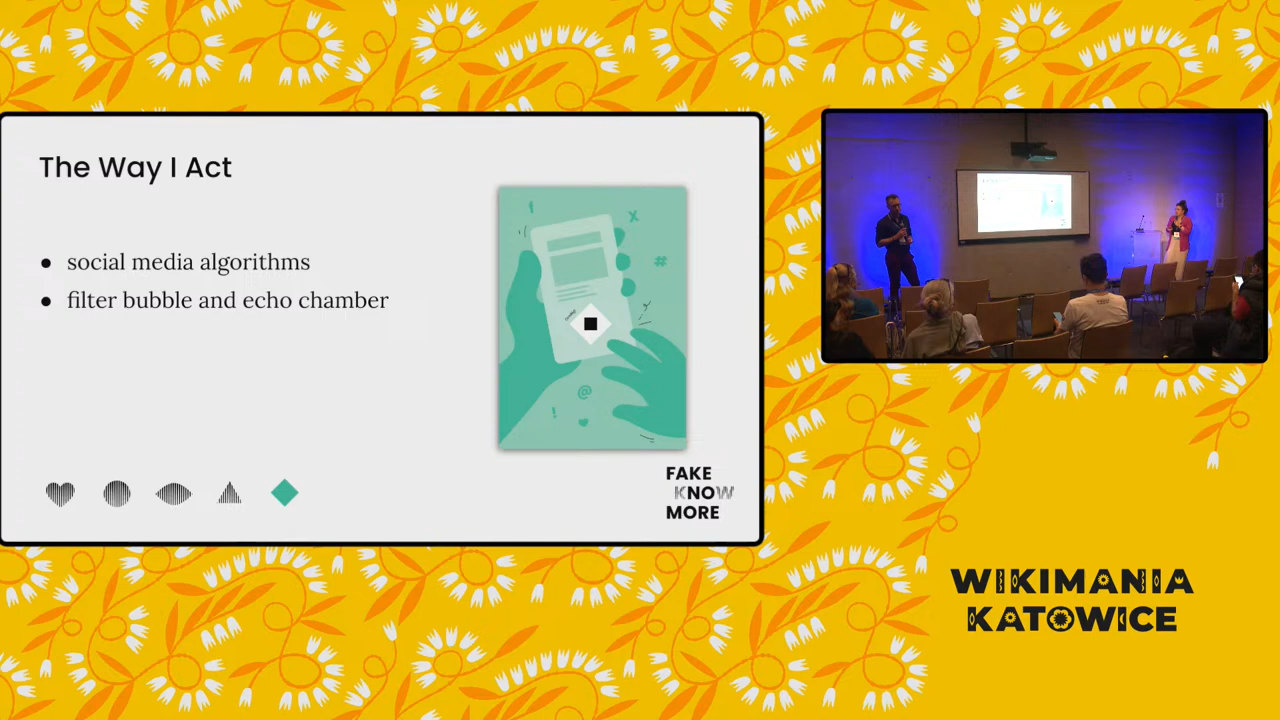 The Way I Act
● social media algorithms
● filter bubble and echo chamber
X
#
@
!
FAKE
KNOW
MORE
WIKIMANIA
KATOWICE